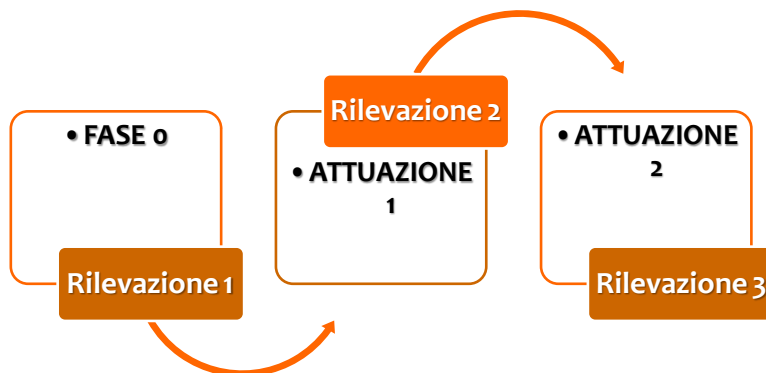 • FASE 0
Rilevazione 1
Rilevazione 2
• ATTUAZIONE
1
• ATTUAZIONE
2
Rilevazione 3